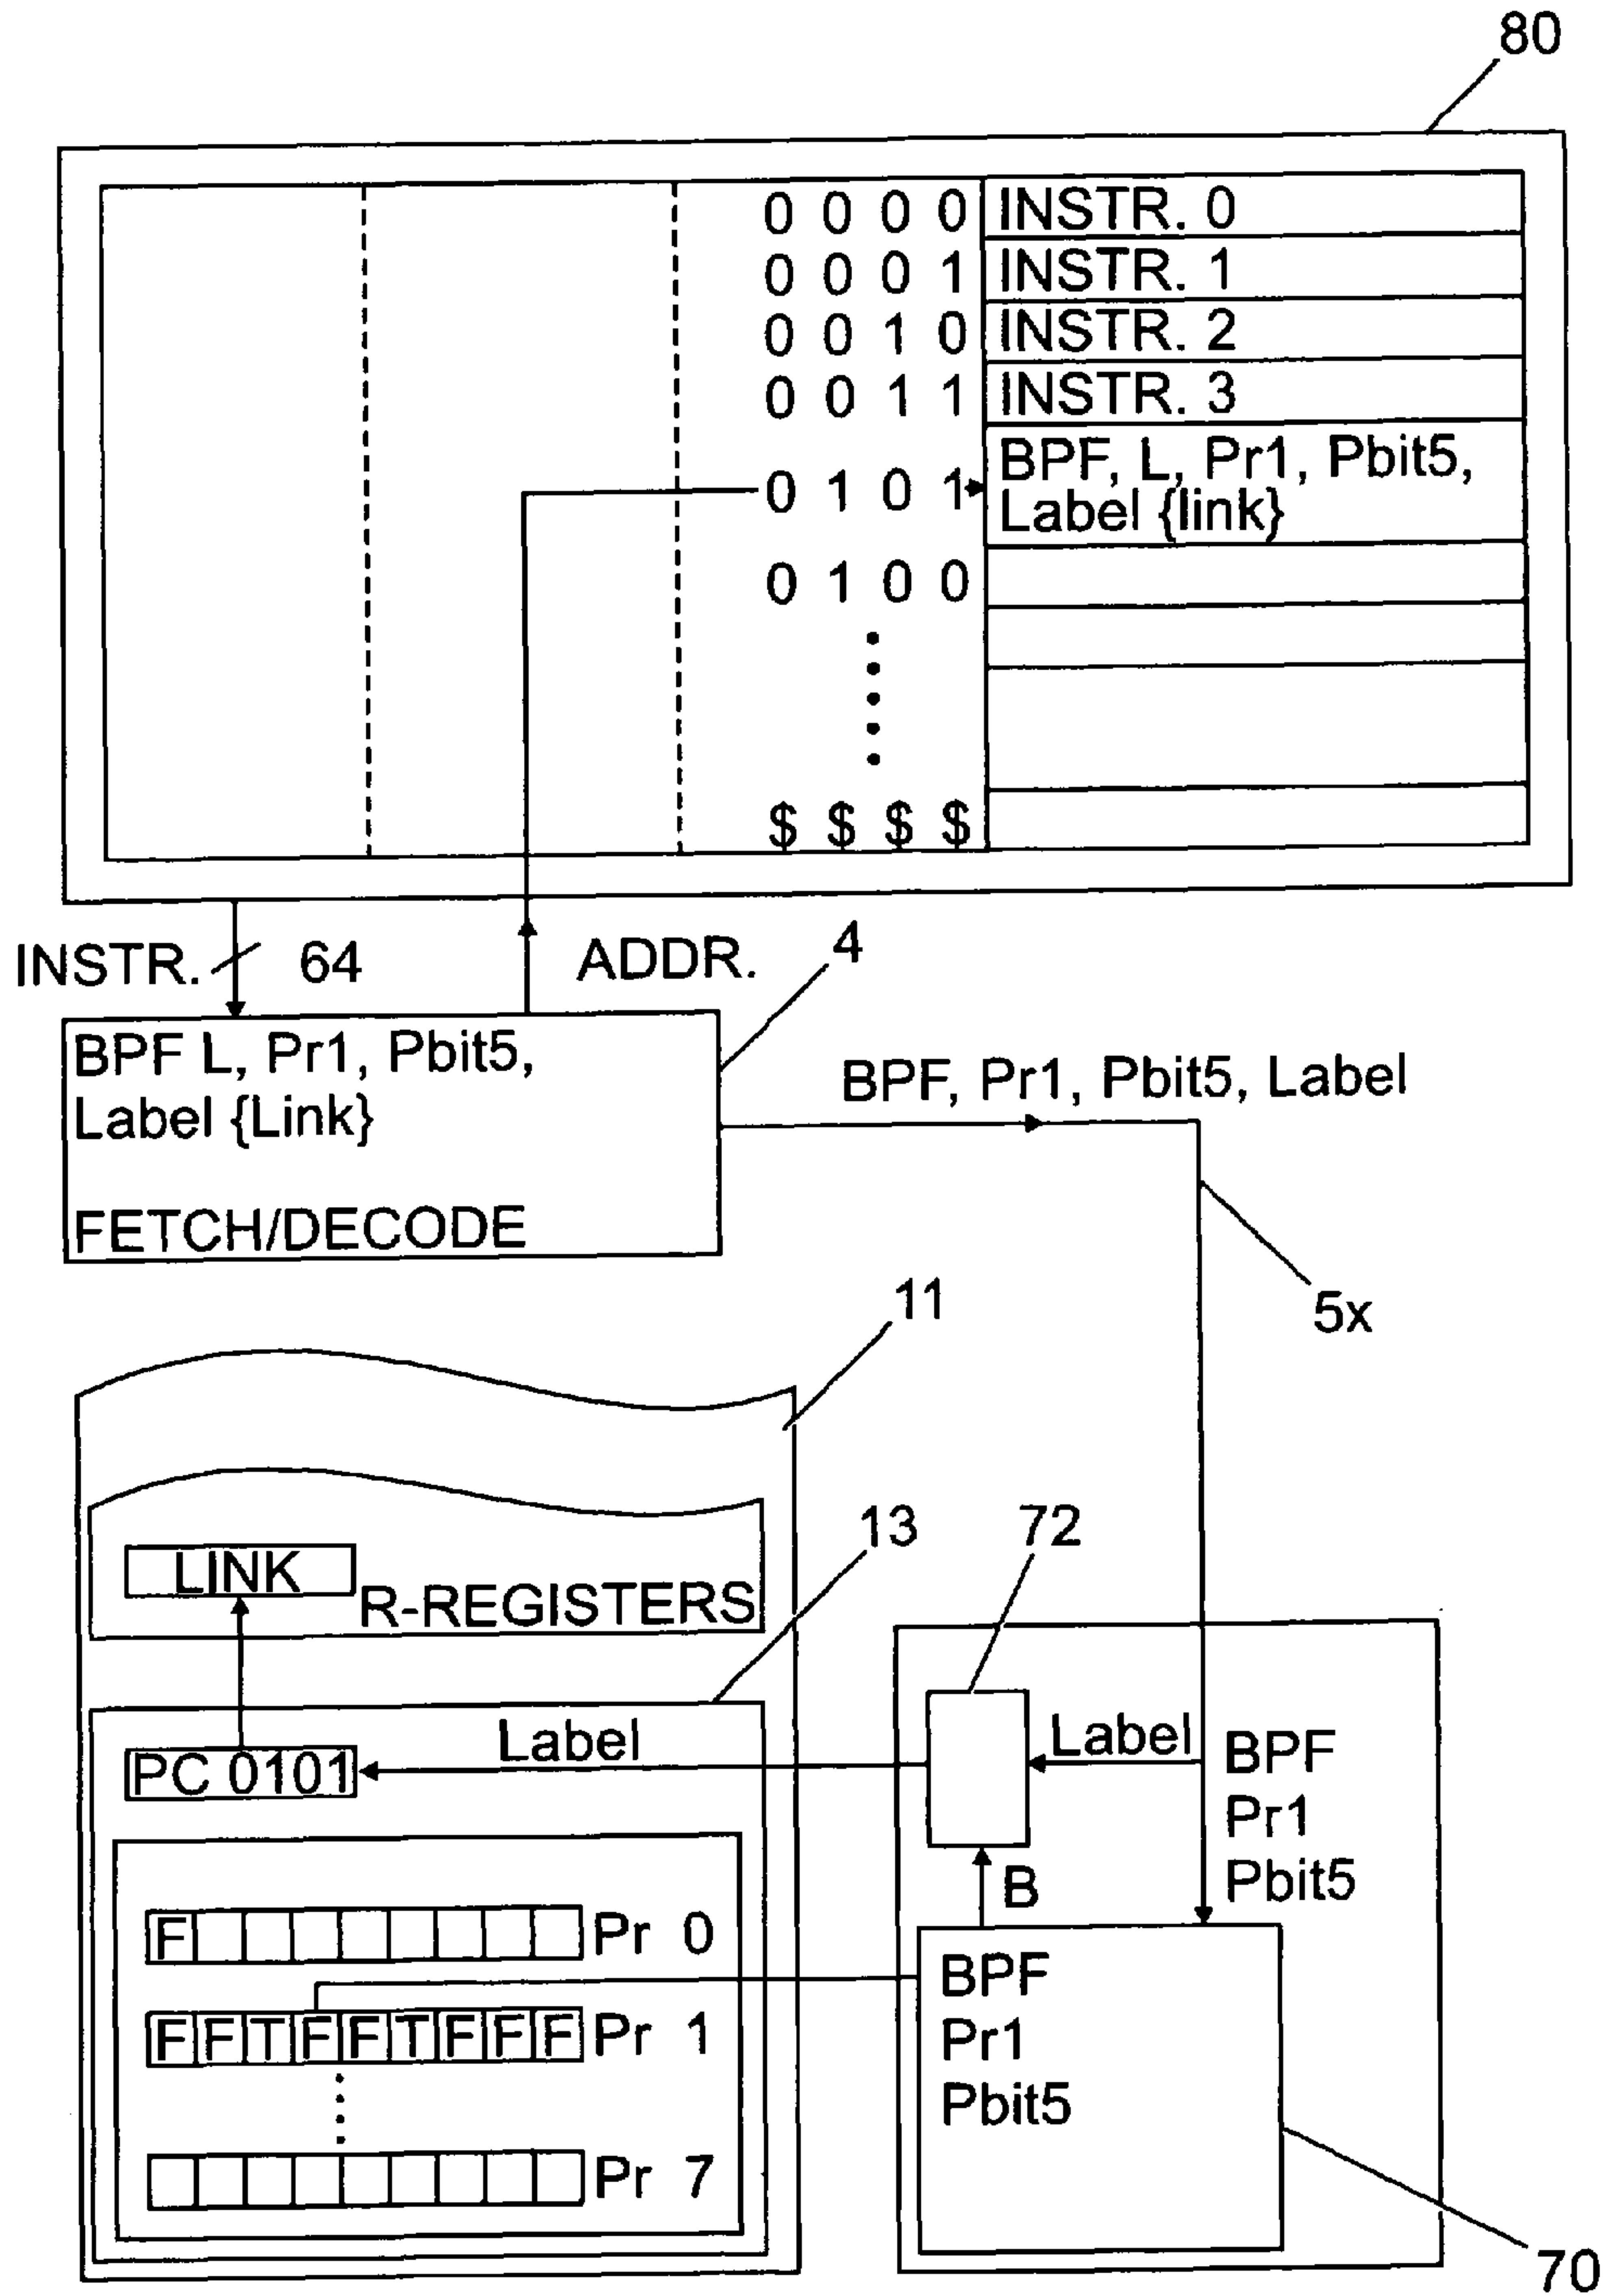 80
0 0 0 0 INSTR. 0
0 0 0 1 INSTR. 1
0 0 1 0 INSTR. 2
0 0 1 1 INSTR. 3
BPF, L, Pr1, Pbit5,
0 1 0 1 Label {link}
0 1 0 0
$ $ $ $
INSTR. 64 ADDR. 4
BPF L, Pr1, Pbit5,
Label {Link}
FETCH/DECODE
BPF, Pr1, Pbit5, Label
5x
11
LINK
R-REGISTERS
13
72
PC 0101
Label
Label
BPF
Pr1
Pbit5
B
F Pr 0
F F T F F T F F F Pr 1
Pr 7
BPF
Pr1
Pbit5
70